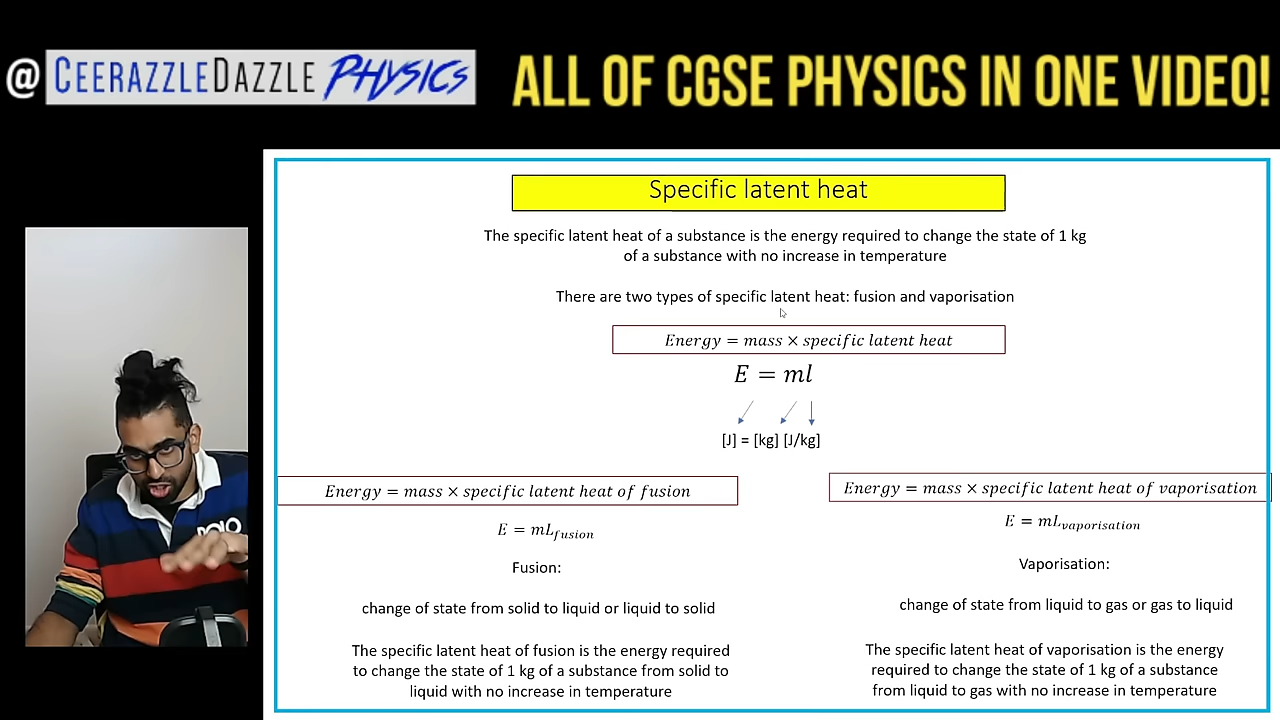 @ CEERAZZLEDAZZLE PHYSICS
ALL OF CGSE PHYSICS IN ONE VIDEO!
Specific latent heat
The specific latent heat of a substance is the energy required to change the state of 1 kg
of a substance with no increase in temperature
There are two types of specific latent heat: fusion and vaporisation
Energy = mass × specific latent heat
E = ml
[J] = [kg] [J/kg]
Energy = mass × specific latent heat of fusion
E = mL_fusion
Fusion:
change of state from solid to liquid or liquid to solid
The specific latent heat of fusion is the energy required
to change the state of 1 kg of a substance from solid to
liquid with no increase in temperature
Energy = mass × specific latent heat of vaporisation
E = mL_vaporisation
Vaporisation:
change of state from liquid to gas or gas to liquid
The specific latent heat of vaporisation is the energy
required to change the state of 1 kg of a substance
from liquid to gas with no increase in temperature
POLO